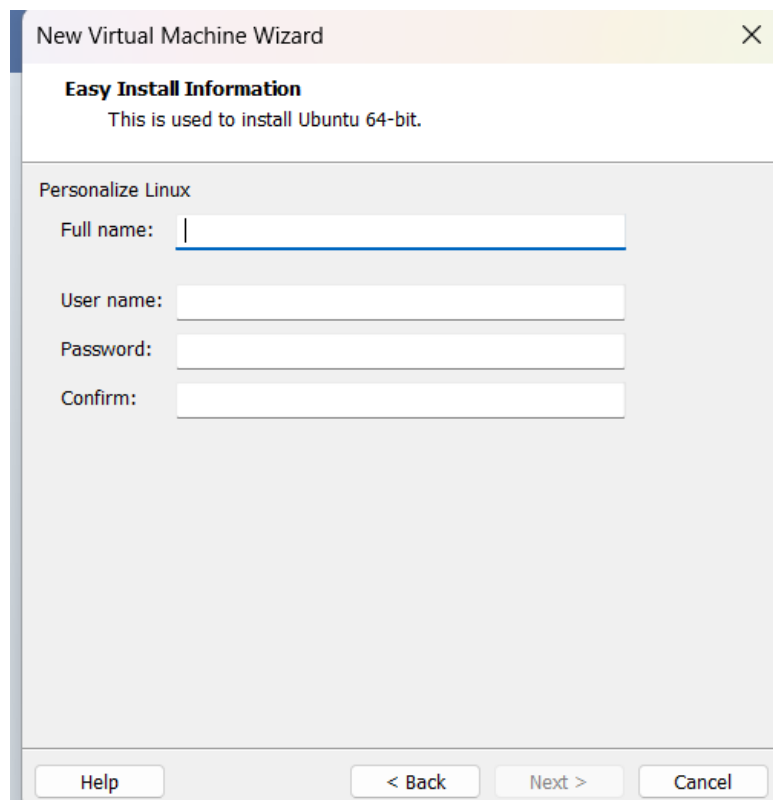 New Virtual Machine Wizard
Easy Install Information
This is used to install Ubuntu 64-bit.
Personalize Linux
Full name:
User name:
Password:
Confirm:
Help
< Back
Next >
Cancel